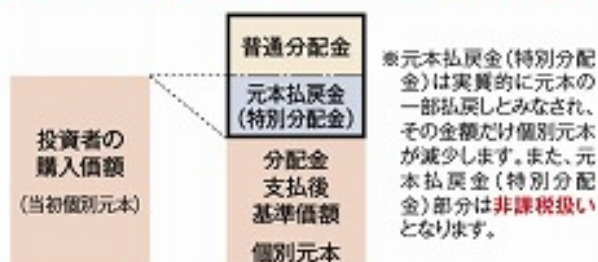 投資者の
購入価額
(当初個別元本)
普通分配金
元本払戻金
(特別分配金)
分配金
支払後
基準価額
個別元本
※元本払戻金(特別分配
金)は実質的に元本の
一部払戻しとみなされ、
その金額だけ個別元本
が減少します。また、元
本払戻金(特別分配
金)部分は非課税扱い
となります。